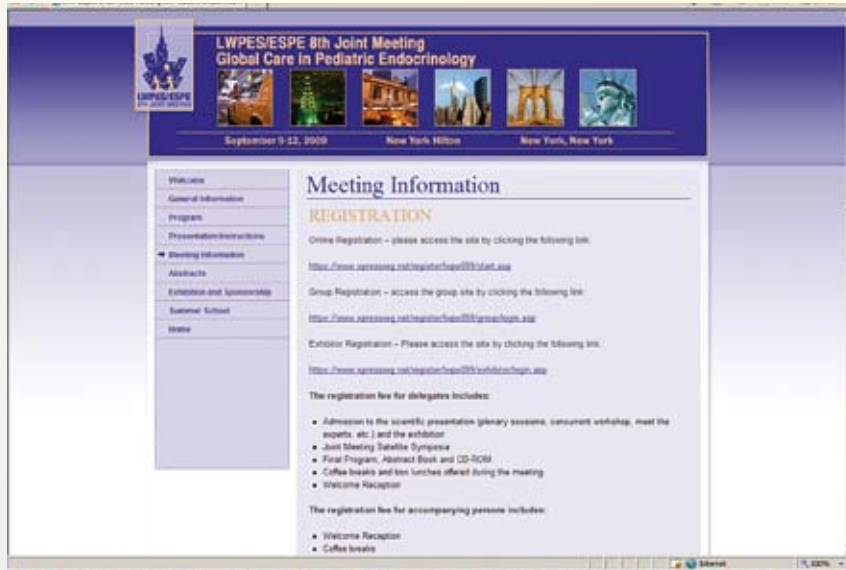 LWPES/ESPE 8th Joint Meeting
Global Care in Pediatric Endocrinology
LWPES/ESPE
8TH JOINT MEETING
September 9-12, 2009 New York Hilton New York, New York
Welcome
General Information
Program
Presentation Instructions
Meeting Information
Abstracts
Exhibition and Sponsorship
Summer School
Home
Meeting Information
REGISTRATION
Online Registration – please access the site by clicking the following link:
Group Registration – access the group site by clicking the following link:
Exhibitor Registration – Please access the site by clicking the following link:
The registration fee for delegates includes:
• Admission to the scientific presentation (plenary sessions, concurrent workshop, meet the
experts, etc.) and the exhibition
• Joint Meeting Satellite Symposia
• Final Program, Abstract Book and CD-ROM
• Coffee breaks and box lunches offered during the meeting
• Welcome Reception
The registration fee for accompanying persons includes:
• Welcome Reception
• Coffee breaks
Internet
100%